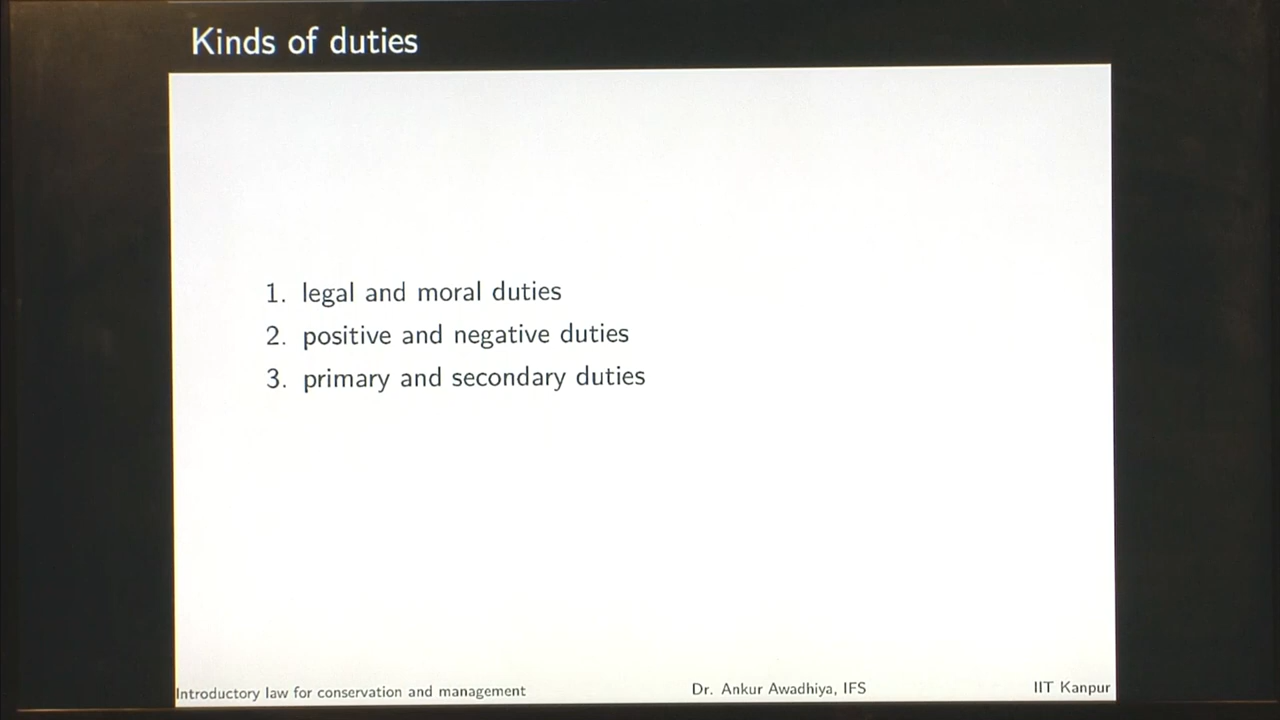 Kinds of duties
1. legal and moral duties
2. positive and negative duties
3. primary and secondary duties
Introductory law for conservation and management Dr. Ankur Awadhiya, IFS IIT Kanpur